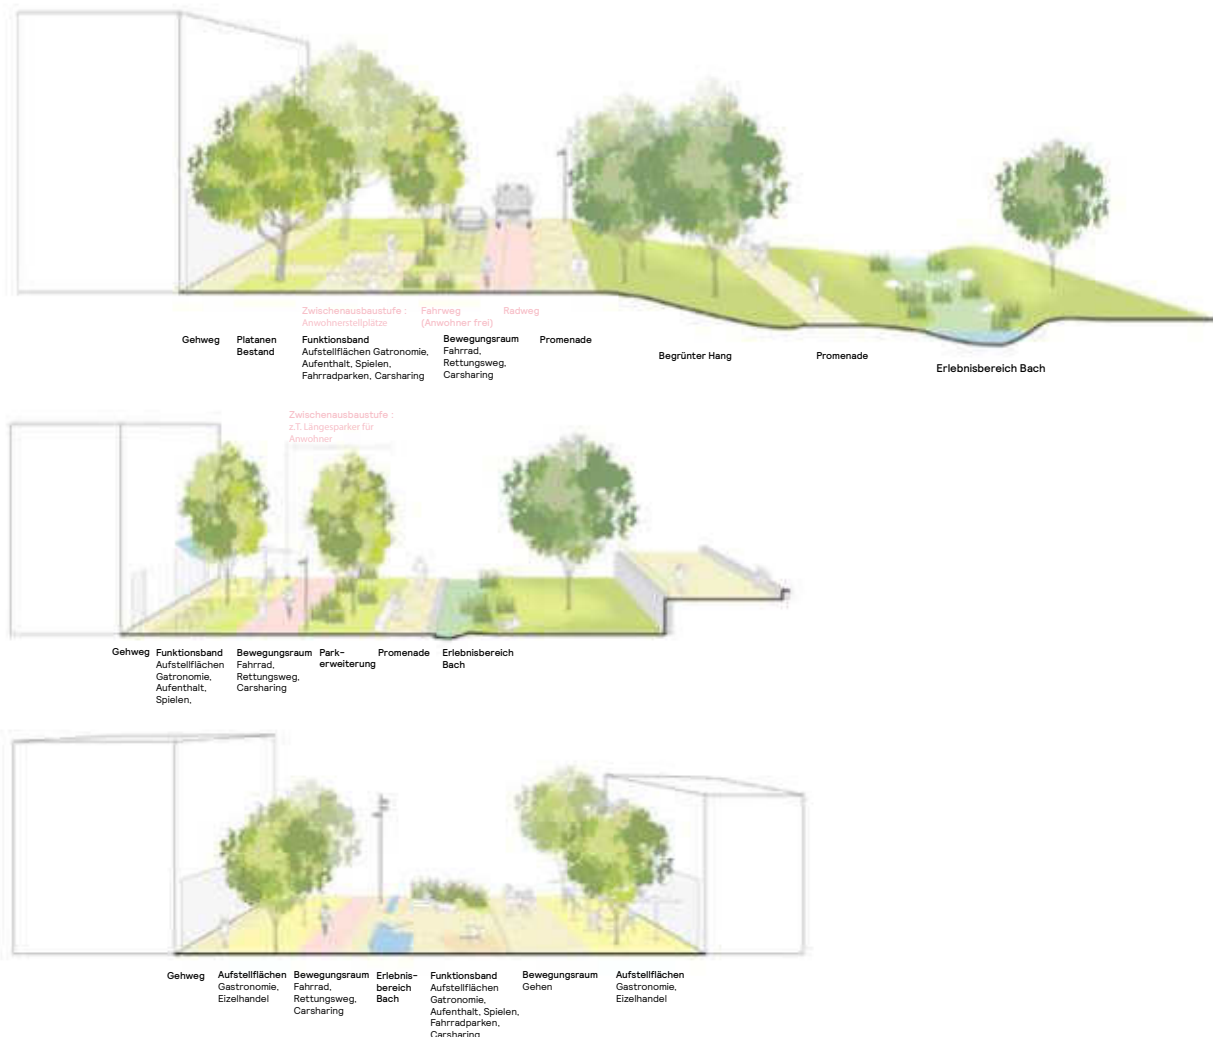 Zwischenausbaustufe :
Anwohnerstellplätze
Fahrweg
(Anwohner frei)
Radweg
Gehweg
Platanen
Bestand
Funktionsband
Aufstellflächen Gatronomie,
Aufenthalt, Spielen,
Fahrradparken, Carsharing
Bewegungsraum
Fahrrad,
Rettungsweg,
Carsharing
Promenade
Begrünter Hang
Promenade
Erlebnisbereich Bach
Zwischenausbaustufe :
z.T. Längesparker für
Anwohner
Gehweg
Funktionsband
Aufstellflächen
Gatronomie,
Aufenthalt,
Spielen,
Bewegungsraum
Fahrrad,
Rettungsweg,
Carsharing
Park-
erweiterung
Promenade
Erlebnisbereich
Bach
Gehweg
Aufstellflächen
Gastronomie,
Eizelhandel
Bewegungsraum
Fahrrad,
Rettungsweg,
Carsharing
Erlebnis-
bereich
Bach
Funktionsband
Aufstellflächen
Gatronomie,
Aufenthalt, Spielen,
Fahrradparken,
Carsharing
Bewegungsraum
Gehen
Aufstellflächen
Gastronomie,
Eizelhandel